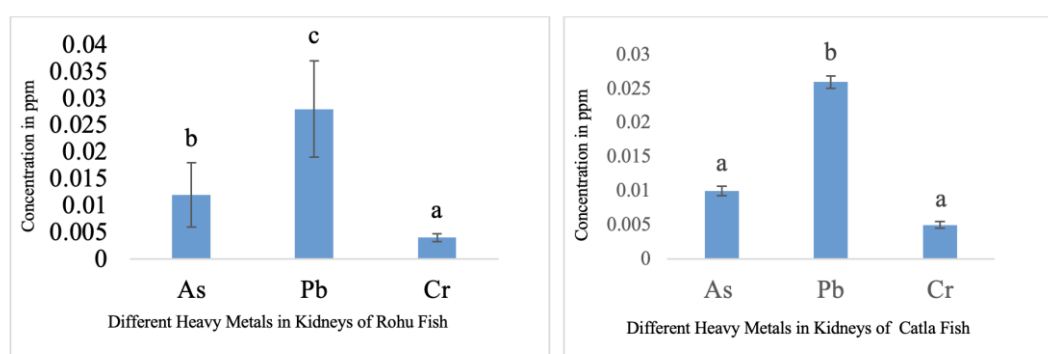 Concentration in ppm
0.04
0.035
0.03
0.025
0.02
0.015
0.01
0.005
0
b
c
a
As Pb Cr
Different Heavy Metals in Kidneys of Rohu Fish
Concentration in ppm
0.03
0.025
0.02
0.015
0.01
0.005
0
a
b
a
As Pb Cr
Different Heavy Metals in Kidneys of Catla Fish